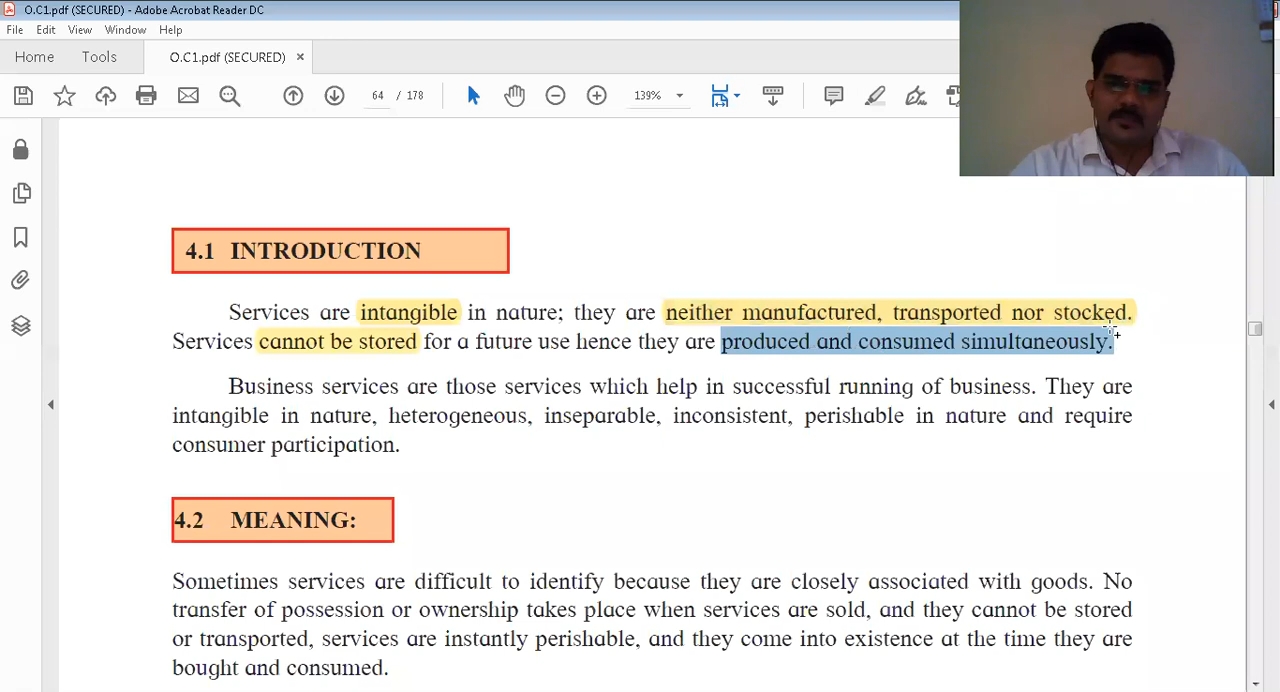 O.C1.pdf (SECURED) - Adobe Acrobat Reader DC
File Edit View Window Help
Home Tools O.C1.pdf (SECURED) ×
64 / 178 139%
4.1 INTRODUCTION
Services are intangible in nature; they are neither manufactured, transported nor stocked.
Services cannot be stored for a future use hence they are produced and consumed simultaneously.
Business services are those services which help in successful running of business. They are
intangible in nature, heterogeneous, inseparable, inconsistent, perishable in nature and require
consumer participation.
4.2 MEANING:
Sometimes services are difficult to identify because they are closely associated with goods. No
transfer of possession or ownership takes place when services are sold, and they cannot be stored
or transported, services are instantly perishable, and they come into existence at the time they are
bought and consumed.